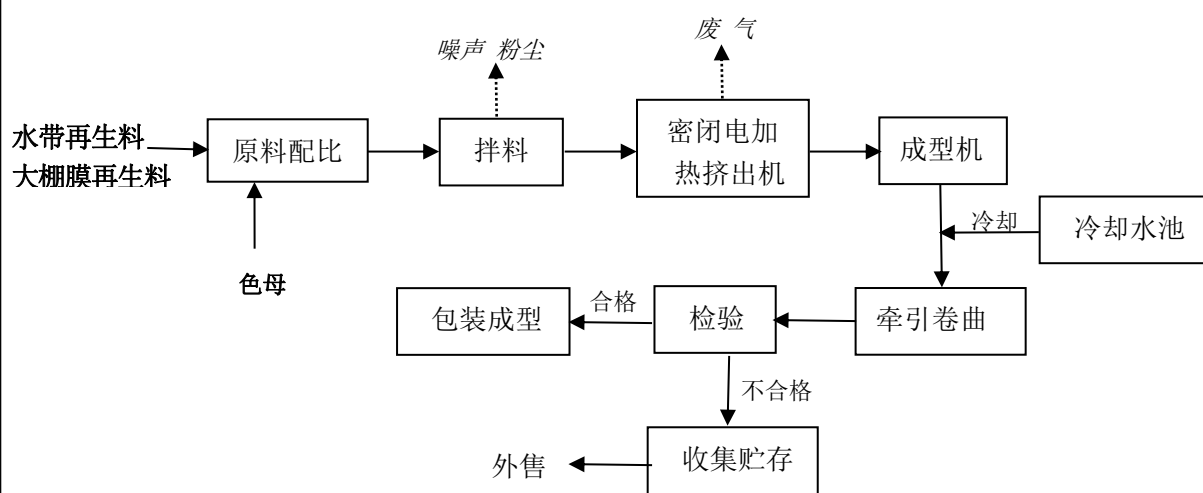 废 气
噪声 粉尘
水带再生料
大棚膜再生料
原料配比
拌料
密闭电加
热挤出机
成型机
冷却
冷却水池
色母
包装成型
合格
检验
牵引卷曲
不合格
外售
收集贮存